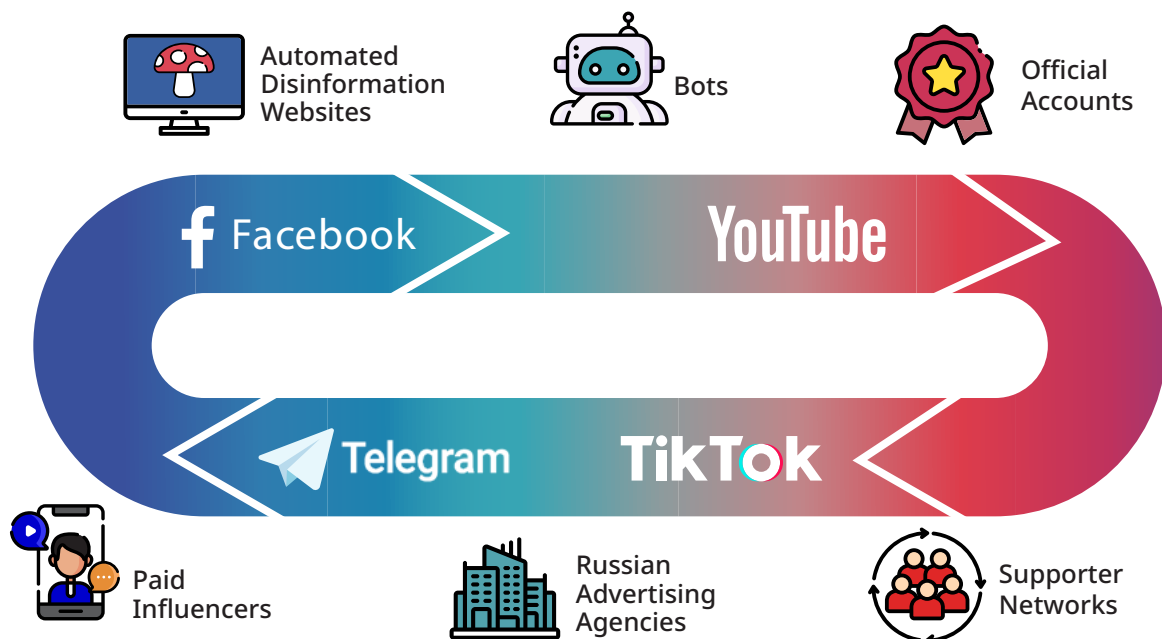 Automated
Disinformation
Websites
Bots
Official
Accounts
f Facebook
YouTube
Telegram
TikTok
Paid
Influencers
Russian
Advertising
Agencies
Supporter
Networks